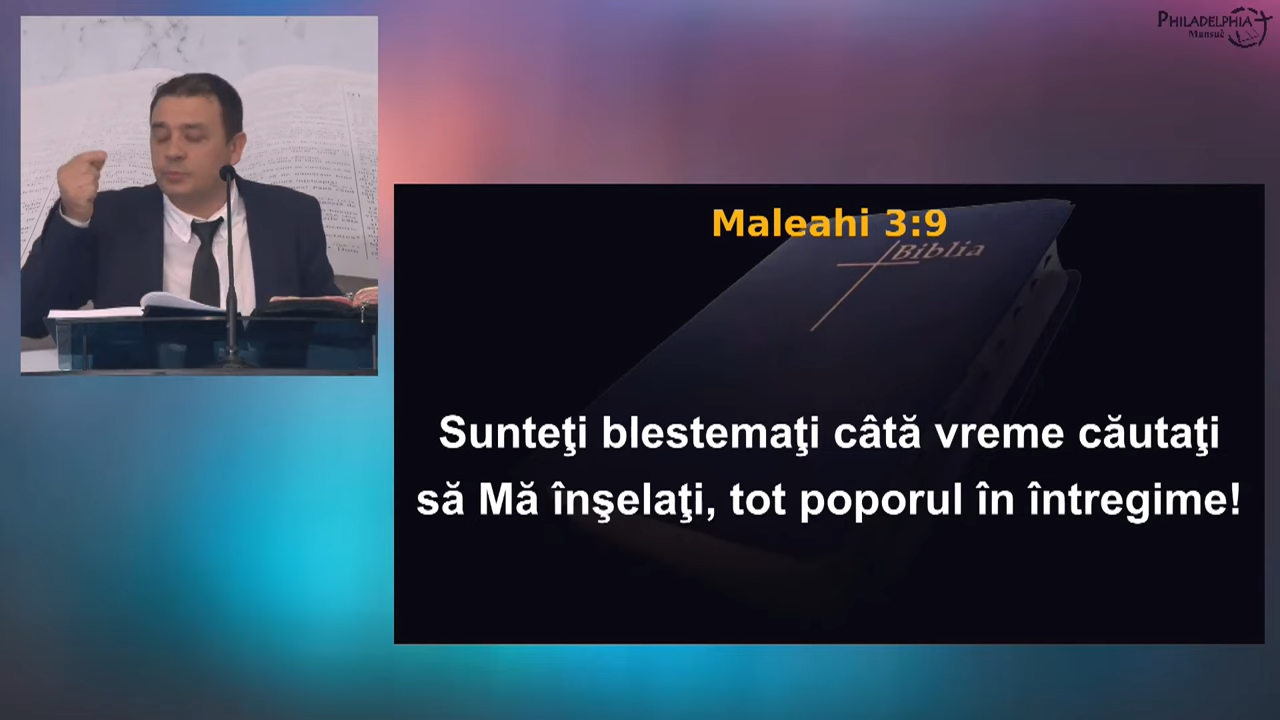 PHILADELPHIA
Mansuè
Maleahi 3:9
Biblia
Sunteţi blestemaţi câtă vreme căutaţi
să Mă înşelaţi, tot poporul în întregime!